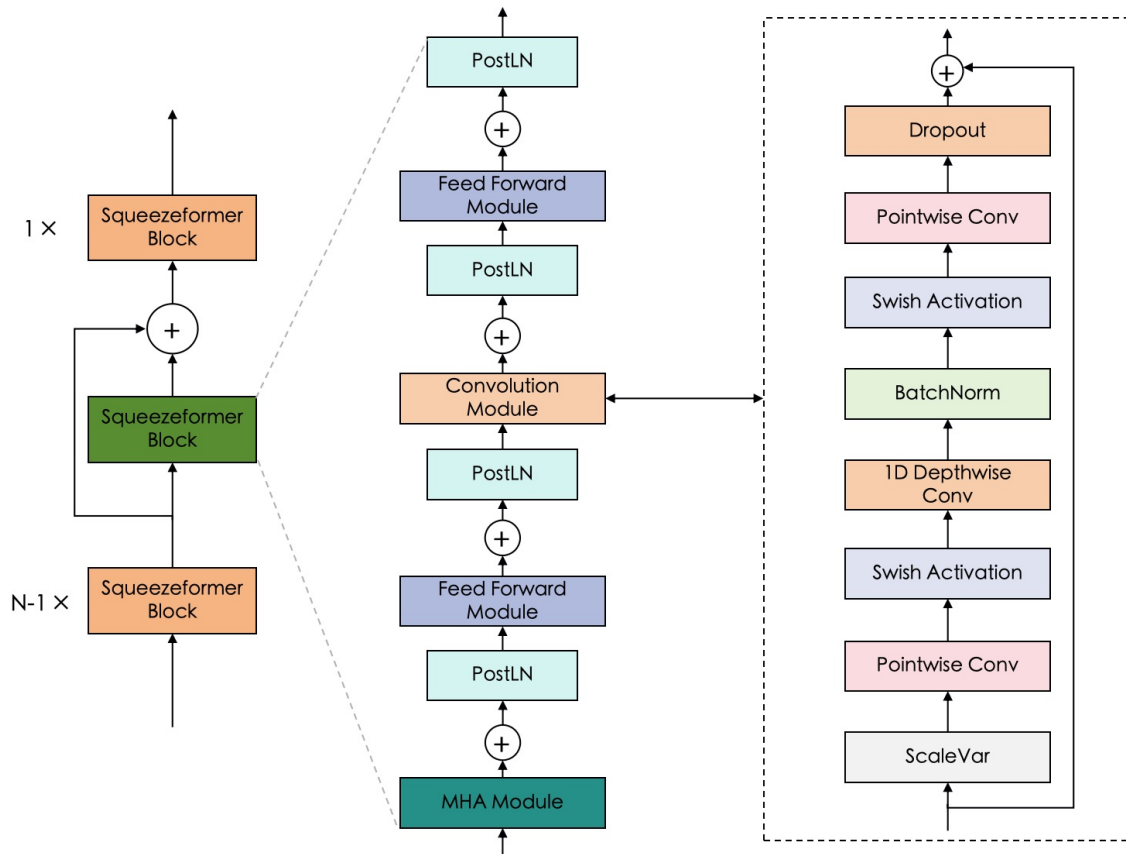 1 ×
Squeezeformer
Block
+
Squeezeformer
Block
N-1 ×
Squeezeformer
Block
PostLN
+
Feed Forward
Module
PostLN
+
Convolution
Module
PostLN
+
Feed Forward
Module
PostLN
+
MHA Module
+
Dropout
Pointwise Conv
Swish Activation
BatchNorm
1D Depthwise
Conv
Swish Activation
Pointwise Conv
ScaleVar